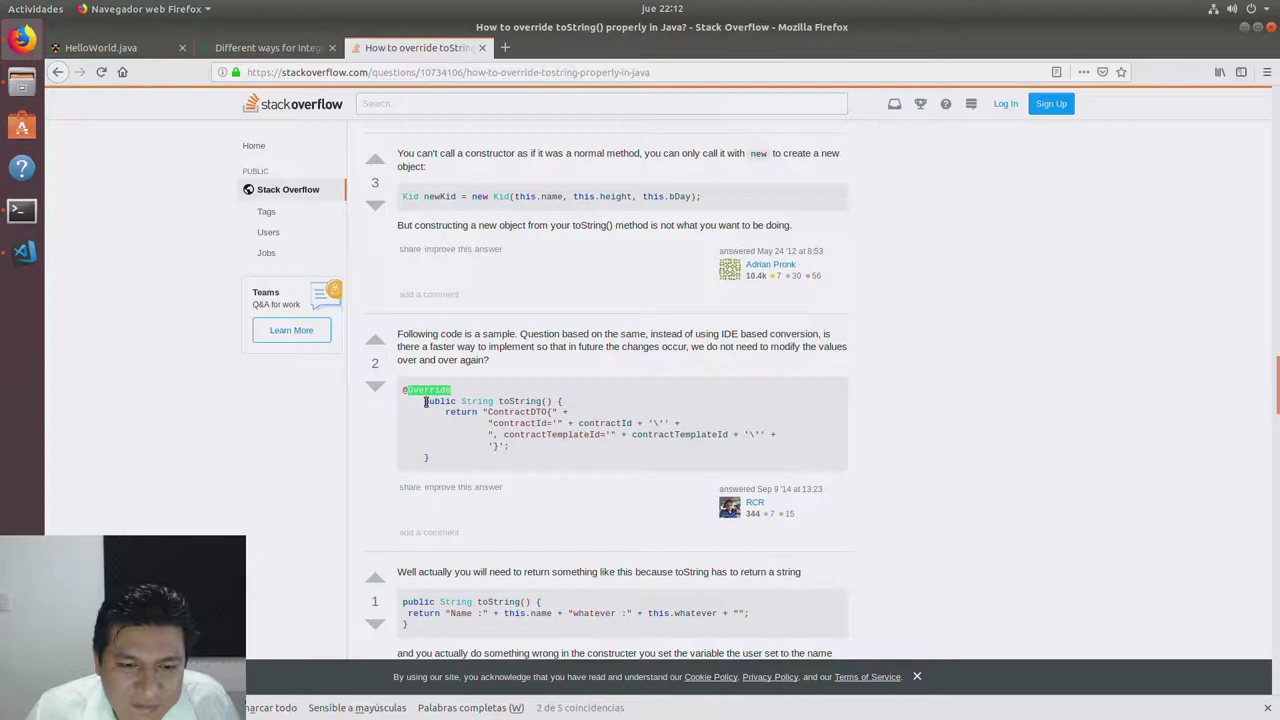 Actividades
Navegador web Firefox
jue 22:12
How to override toString() properly in Java? - Stack Overflow - Mozilla Firefox
HelloWorld.java
Different ways for Integ
How to override toStrin
https://stackoverflow.com/questions/10734106/how-to-override-tostring-properly-in-java
stackoverflow
Search...
Log In
Sign Up
Home
PUBLIC
Stack Overflow
Tags
Users
Jobs
Teams
Q&A for work
Learn More
You can't call a constructor as if it was a normal method, you can only call it with new to create a new
object:
3
Kid newKid = new Kid(this.name, this.height, this.bDay);
But constructing a new object from your toString() method is not what you want to be doing.
share improve this answer
answered May 24 '12 at 8:53
Adrian Pronk
10.4k 7 30 56
add a comment
Following code is a sample. Question based on the same, instead of using IDE based conversion, is
there a faster way to implement so that in future the changes occur, we do not need to modify the values
over and over again?
2
@Override
public String toString() {
return "ContractDTO{" +
"contractId='" + contractId + '\'' +
", contractTemplateId='" + contractTemplateId + '\'' +
'}';
}
share improve this answer
answered Sep 9 '14 at 13:23
RCR
344 7 15
add a comment
Well actually you will need to return something like this because toString has to return a string
1
public String toString() {
return "Name :" + this.name + "whatever :" + this.whatever + "";
}
and you actually do something wrong in the constructer you set the variable the user set to the name
By using our site, you acknowledge that you have read and understand our Cookie Policy, Privacy Policy, and our Terms of Service.
arcar todo
Sensible a mayúsculas
Palabras completas (W)
2 de 5 coincidencias